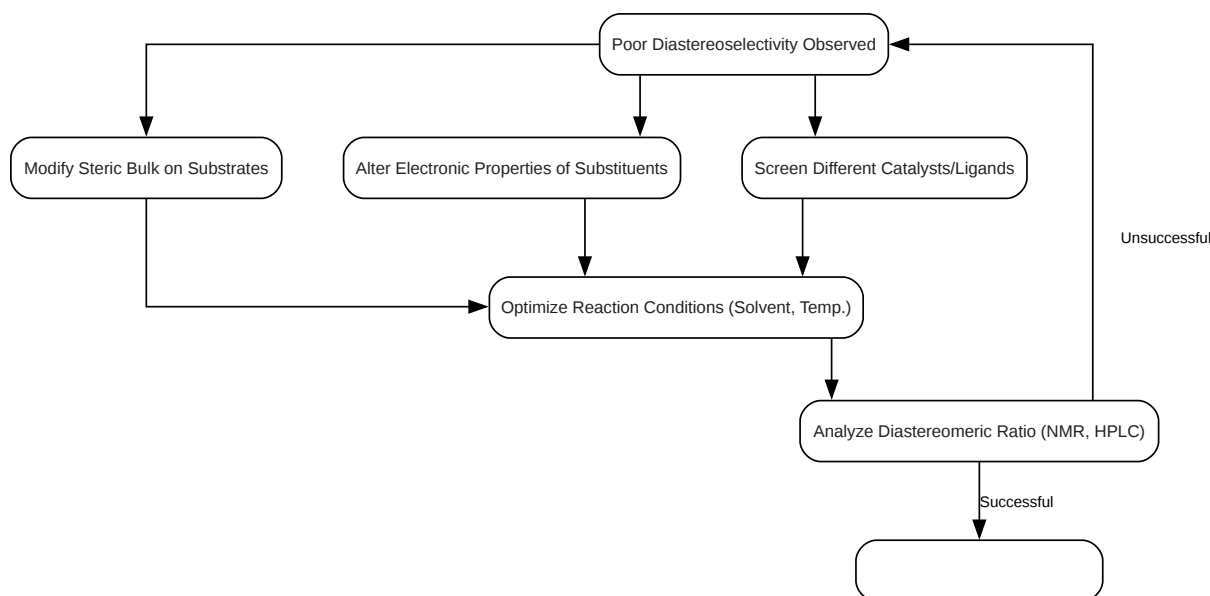 Poor Diastereoselectivity Observed
Modify Steric Bulk on Substrates
Alter Electronic Properties of Substituents
Screen Different Catalysts/Ligands
Unsuccessful
Optimize Reaction Conditions (Solvent, Temp.)
Analyze Diastereomeric Ratio (NMR, HPLC)
Successful